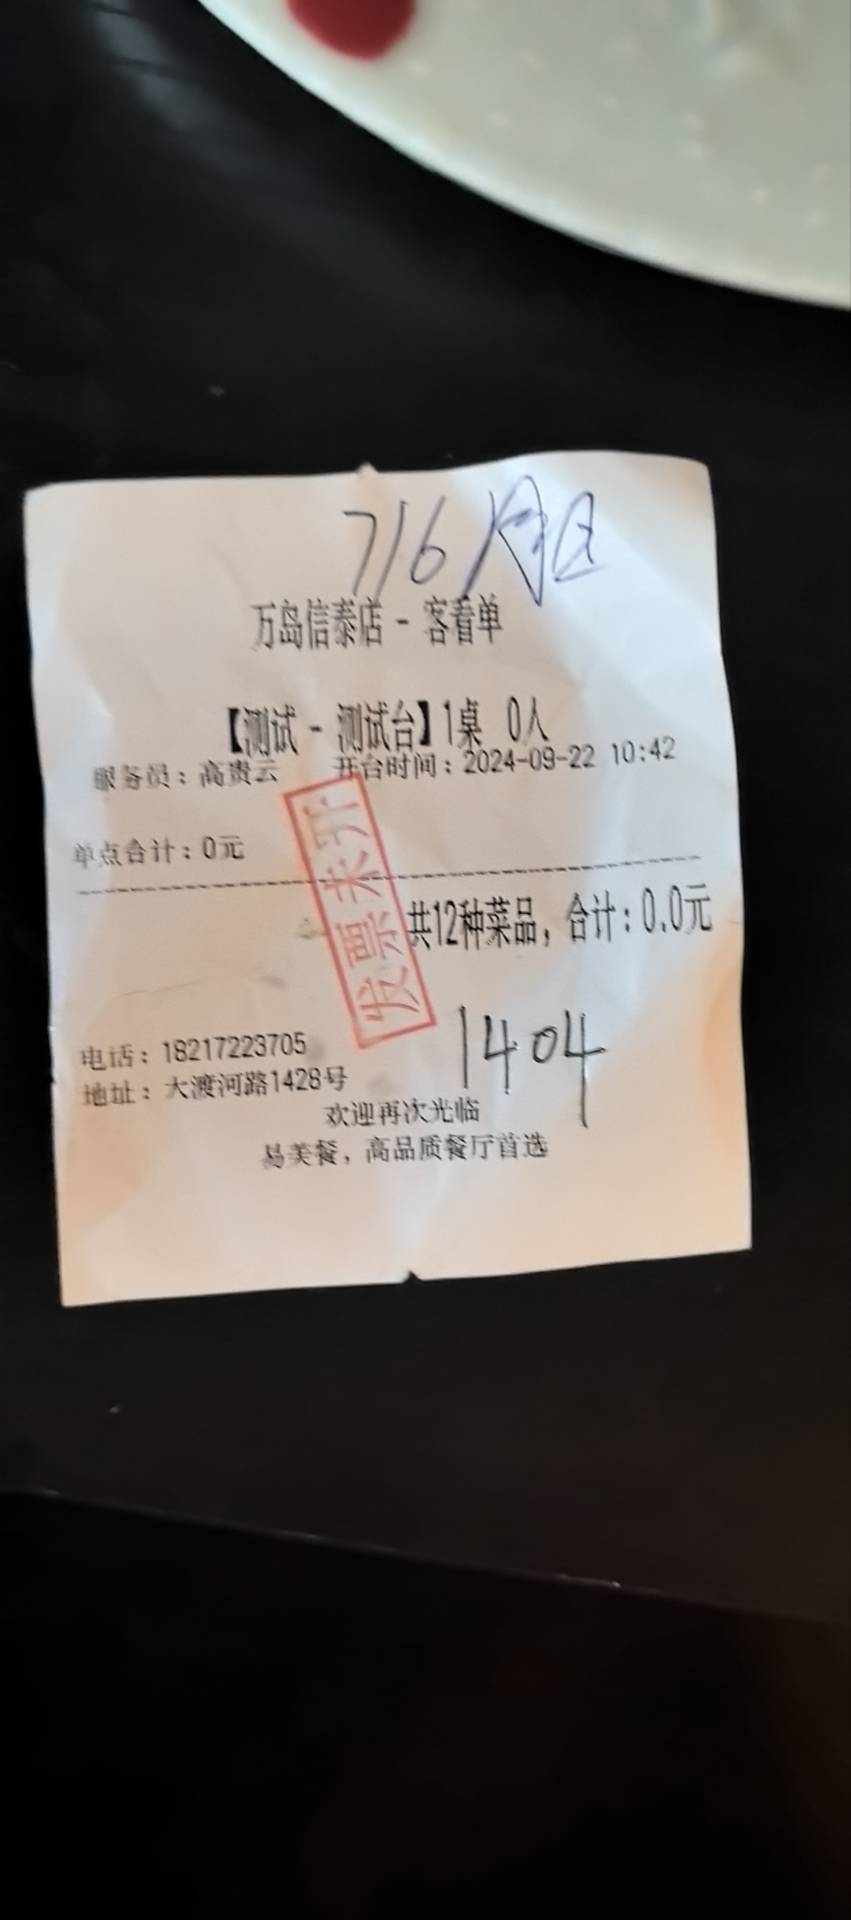 716
万岛信泰店 - 客看单
【测试 - 测试台】1桌 0人
服务员：高贵云 开台时间：2024-09-22 10:42
单点合计：0元
发票未开
共12种菜品，合计：0.0元
1404
电话：18217223705
地址：大渡河路1428号
欢迎再次光临
易美餐，高品质餐厅首选